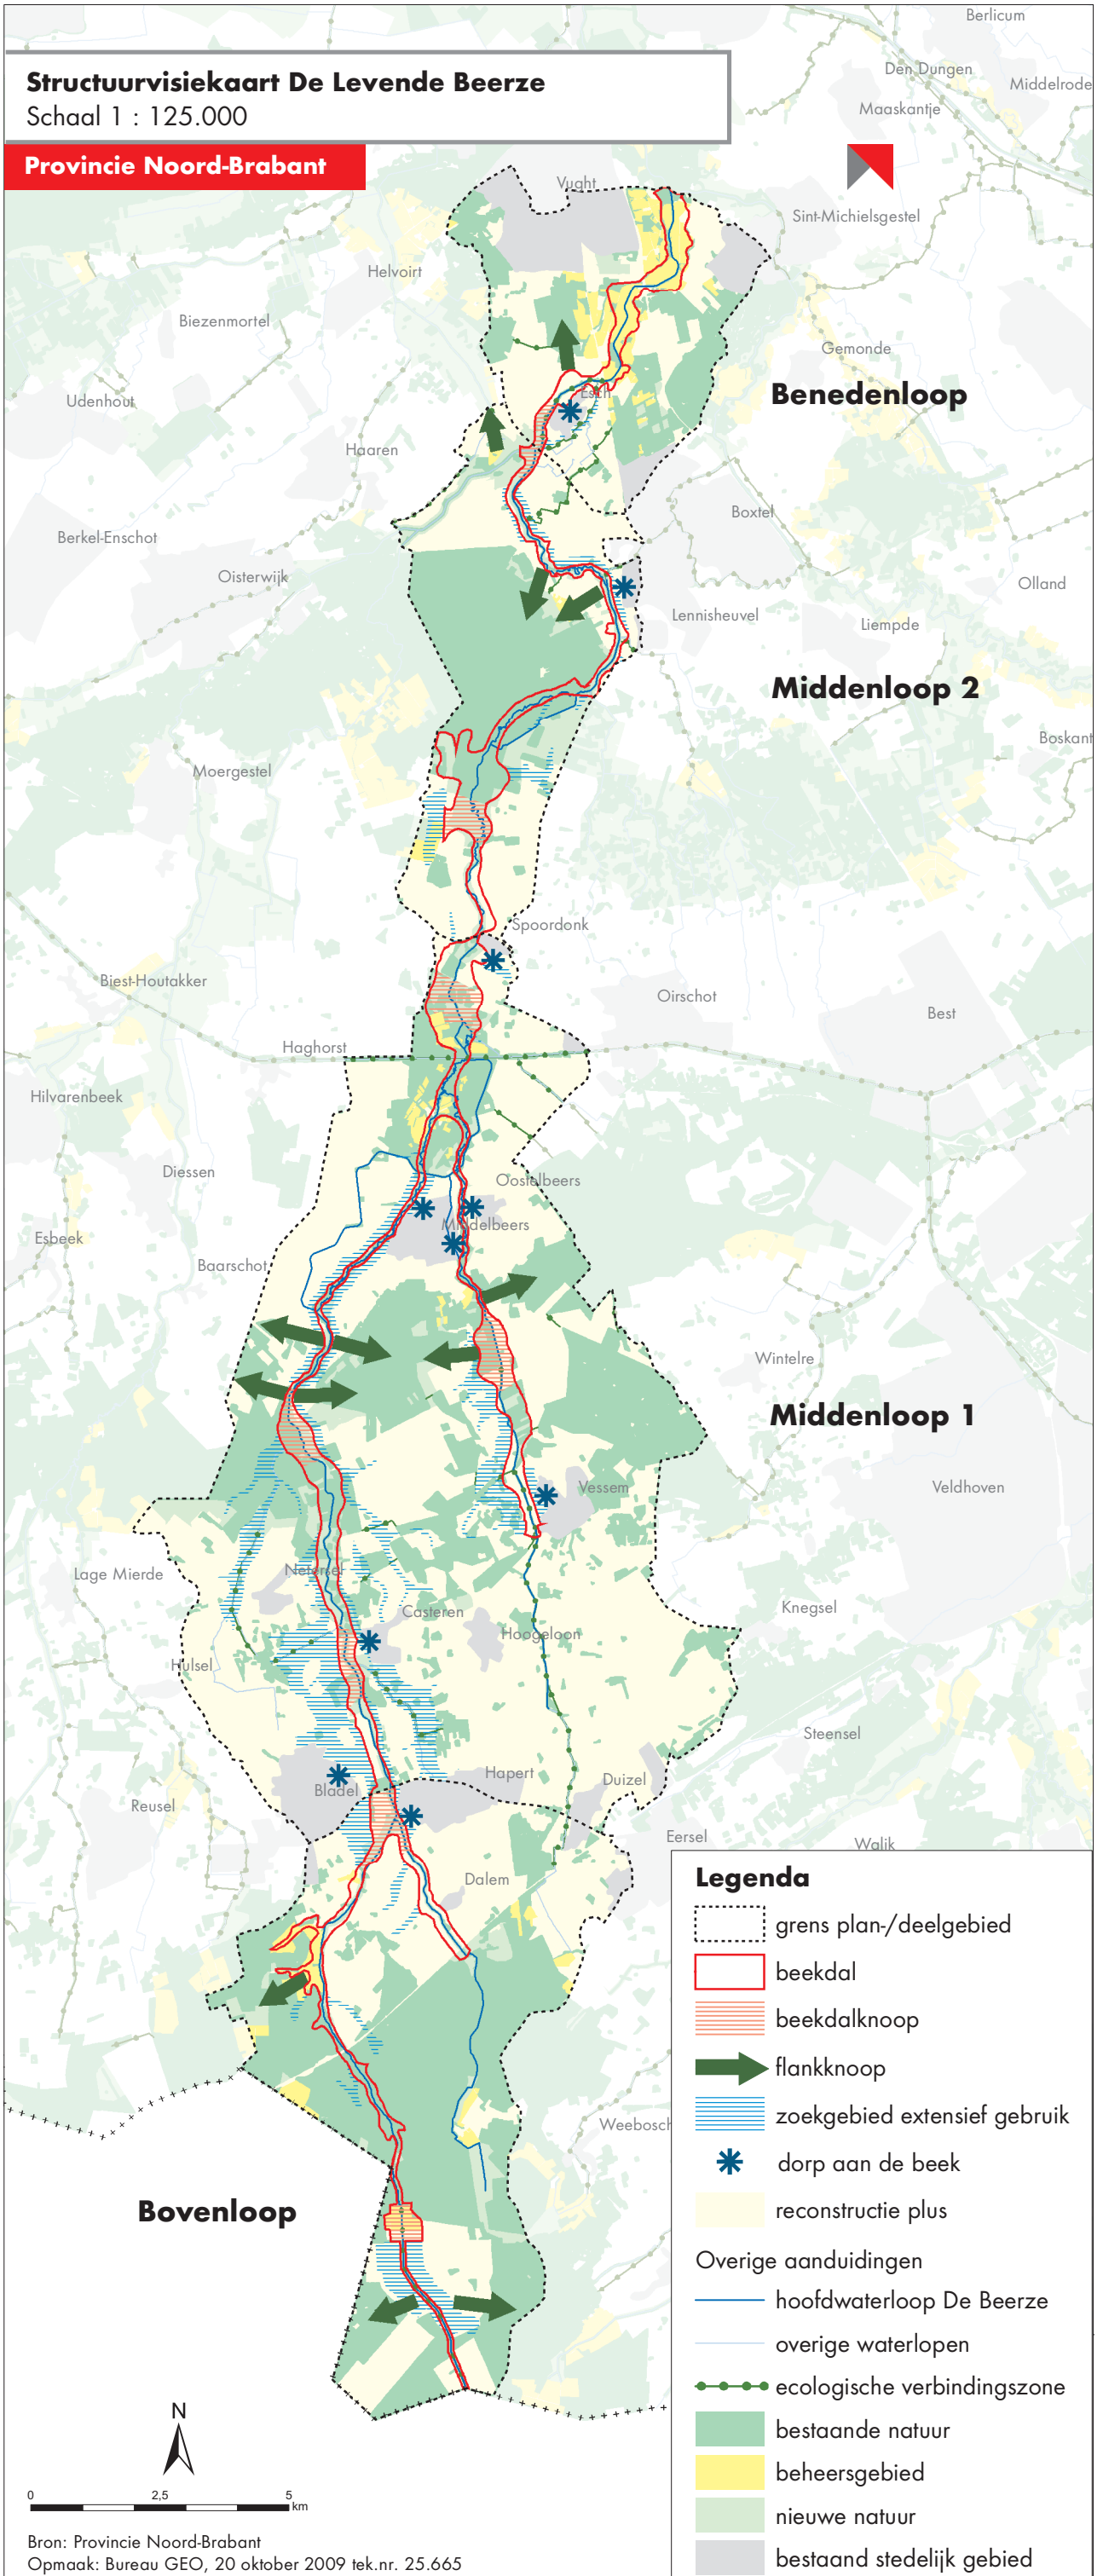 Structuurvisiekaart De Levende Beerze
Schaal 1 : 125.000
Provincie Noord-Brabant
Berlicum
Den Dungen
Middelrode
Maaskantje
Vught
Sint-Michielsgestel
Helvoirt
Biezenmortel
Gemonde
Benedenloop
Esch
Udenhout
Haaren
Boxtel
Berkel-Enschot
Oisterwijk
Olland
Lennisheuvel
Liempde
Middenloop 2
Boskant
Moergestel
Spoordonk
Biest-Houtakker
Oirschot
Best
Haghorst
Hilvarenbeek
Diessen
Oostelbeers
Middelbeers
Esbeek
Baarschot
Wintelre
Middenloop 1
Vessem
Veldhoven
Lage Mierde
Netersel
Casteren
Knegsel
Hoogeloon
Hulsel
Steensel
Hapert
Duizel
Bladel
Reusel
Eersel
Walik
Dalem
Weebosch
Bovenloop
Legenda
grens plan-/deelgebied
beekdal
beekdalknoop
flankknoop
zoekgebied extensief gebruik
dorp aan de beek
reconstructie plus
Overige aanduidingen
hoofdwaterloop De Beerze
overige waterlopen
ecologische verbindingszone
bestaande natuur
beheersgebied
nieuwe natuur
bestaand stedelijk gebied
N
0 2,5 5
km
Bron: Provincie Noord-Brabant
Opmaak: Bureau GEO, 20 oktober 2009 tek.nr. 25.665